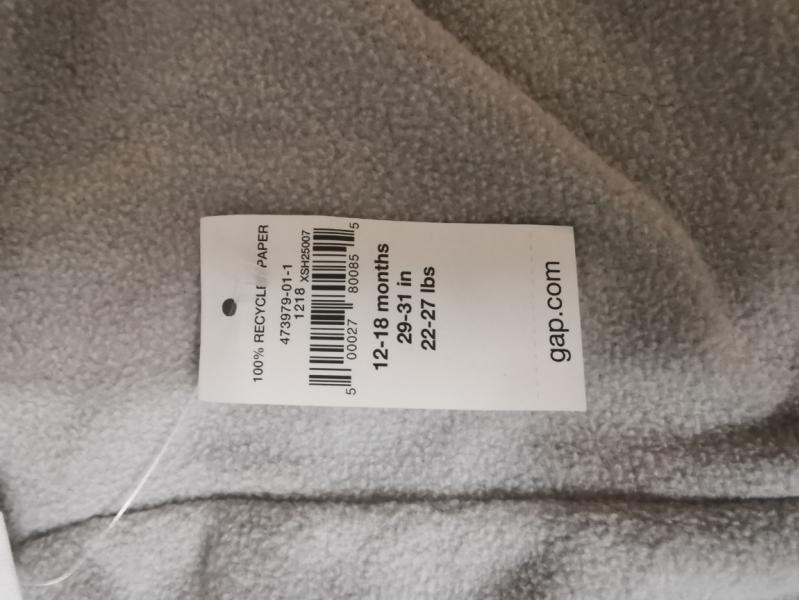 100% RECYCLE PAPER
473979-01-1
1218 XSH25007
5 00027 80085 5
12-18 months
29-31 in
22-27 lbs
gap.com